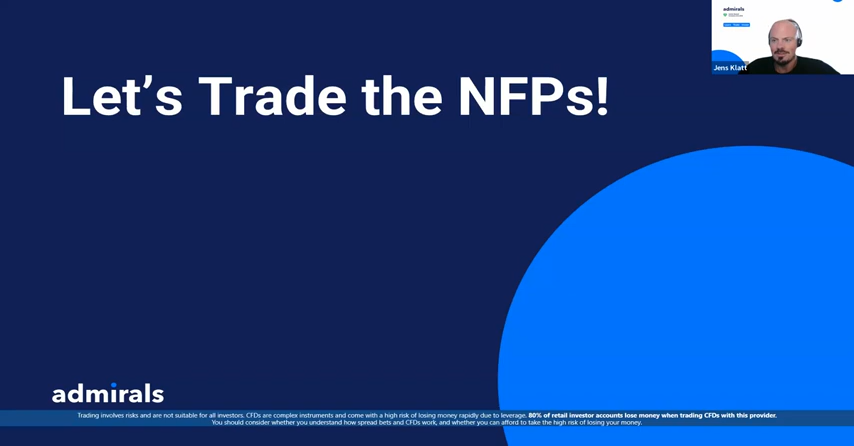 admirals
Jens Klatt
Let's Trade the NFPs!
admirals
Trading involves risks and are not suitable for all investors. CFDs are complex instruments and come with a high risk of losing money rapidly due to leverage. 80% of retail investor accounts lose money when trading CFDs with this provider.
You should consider whether you understand how spread bets and CFDs work, and whether you can afford to take the high risk of losing your money.